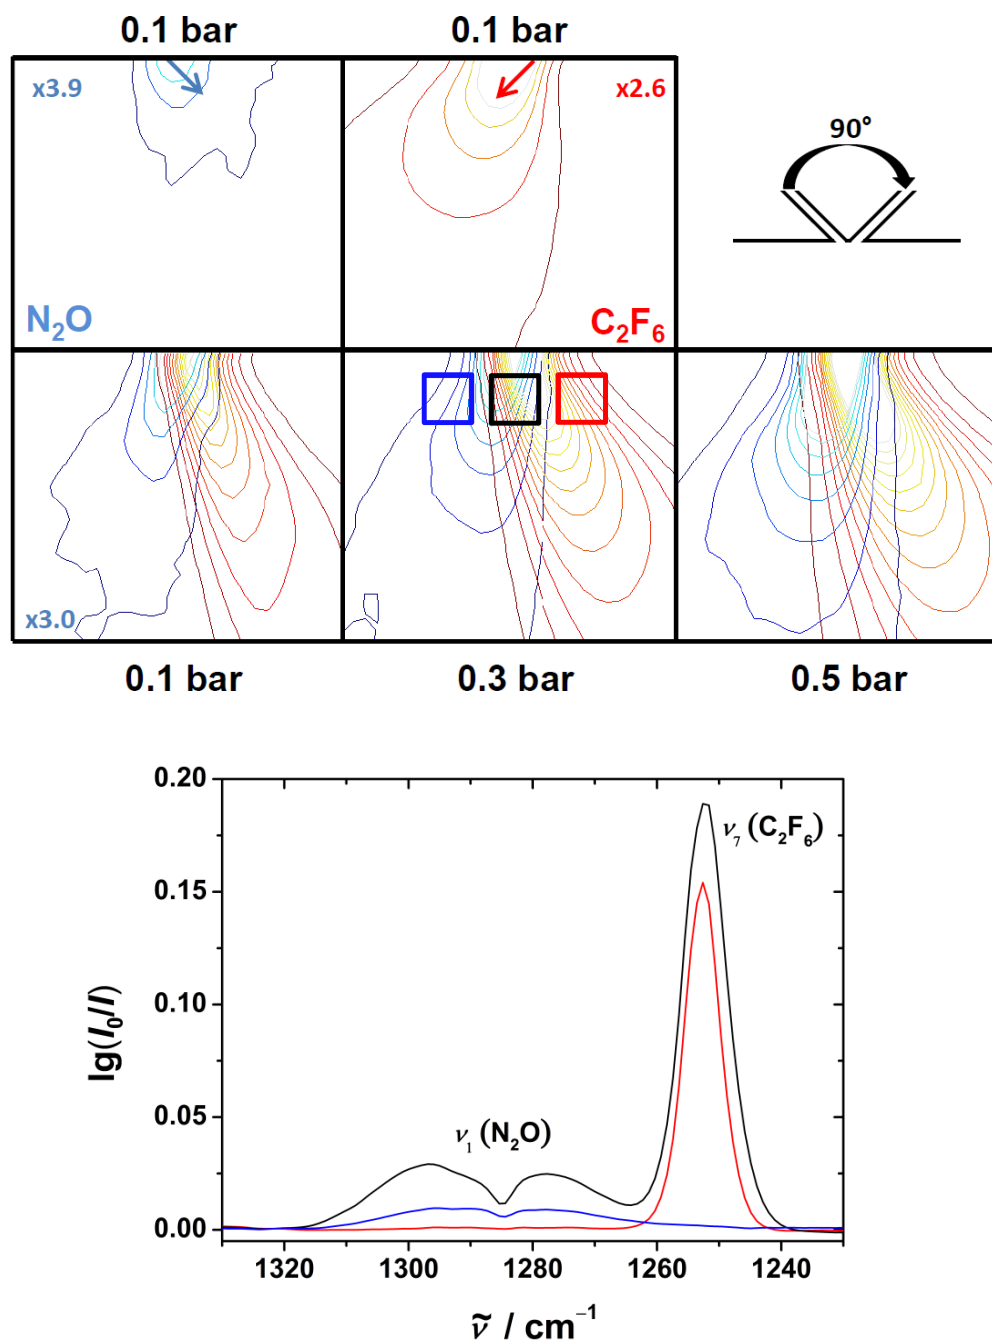 0.1 bar 0.1 bar
x3.9 x2.6
90°
N₂O C₂F₆
x3.0
0.1 bar 0.3 bar 0.5 bar
0.20
ν₇ (C₂F₆)
0.15
0.10
lg(I₀/I)
0.05
ν₁ (N₂O)
0.00
1320 1300 1280 1260 1240
ν̃ / cm⁻¹